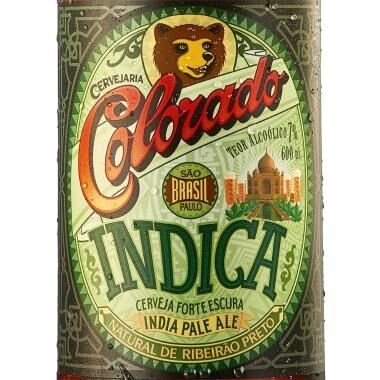 CERVEJARIA
Colorado
TEOR ALCOÓLICO 7%
600 ml
SÃO
BRASIL
PAULO
INDICA
CERVEJA FORTE ESCURA
INDIA PALE ALE
NATURAL DE RIBEIRÃO PRETO